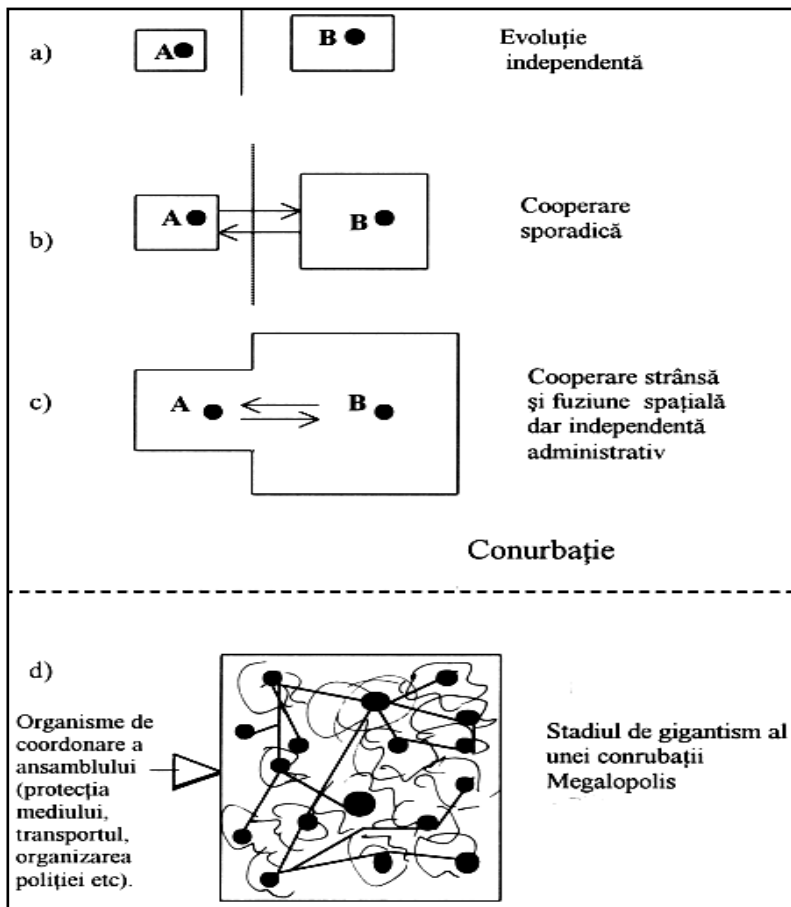 a)
A
B
Evoluție
independentă
b)
A
B
Cooperare
sporadică
c)
A
B
Cooperare strânsă
și fuziune spațială
dar independentă
administrativ
Conurbație
d)
Organisme de
coordonare a
ansamblului
(protecția
mediului,
transportul,
organizarea
poliției etc).
Stadiul de gigantism al
unei conrubații
Megalopolis